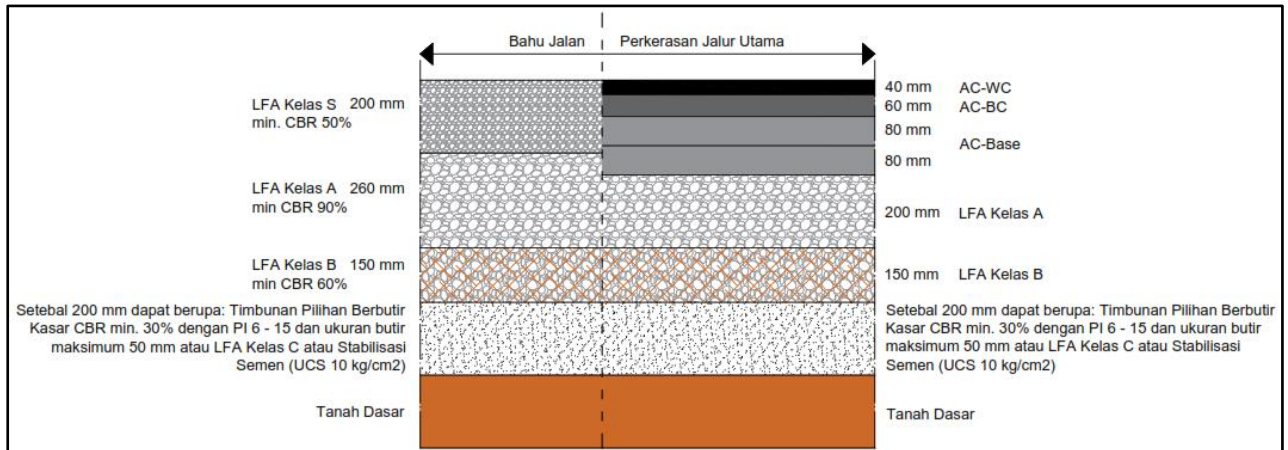 Bahu Jalan
Perkerasan Jalur Utama
LFA Kelas S 200 mm
min. CBR 50%
LFA Kelas A 260 mm
min CBR 90%
LFA Kelas B 150 mm
min CBR 60%
Setebal 200 mm dapat berupa: Timbunan Pilihan Berbutir
Kasar CBR min. 30% dengan PI 6 - 15 dan ukuran butir
maksimum 50 mm atau LFA Kelas C atau Stabilisasi
Semen (UCS 10 kg/cm2)
Tanah Dasar
40 mm AC-WC
60 mm AC-BC
80 mm
AC-Base
80 mm
200 mm LFA Kelas A
150 mm LFA Kelas B
Setebal 200 mm dapat berupa: Timbunan Pilihan Berbutir
Kasar CBR min. 30% dengan PI 6 - 15 dan ukuran butir
maksimum 50 mm atau LFA Kelas C atau Stabilisasi
Semen (UCS 10 kg/cm2)
Tanah Dasar